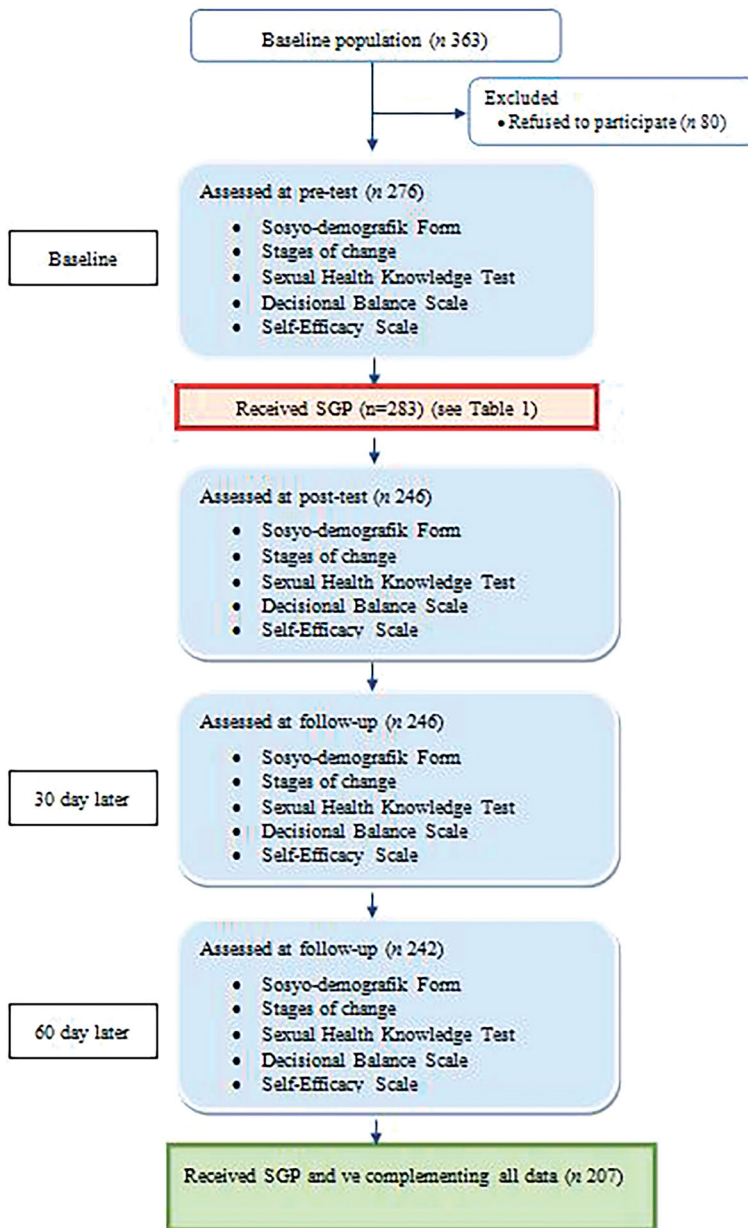 Baseline population (n 363)
Excluded
• Refused to participate (n 80)
Assessed at pre-test (n 276)
• Sosyo-demografik Form
• Stages of change
• Sexual Health Knowledge Test
• Decisional Balance Scale
• Self-Efficacy Scale
Baseline
Received SGP (n=283) (see Table 1)
Assessed at post-test (n 246)
• Sosyo-demografik Form
• Stages of change
• Sexual Health Knowledge Test
• Decisional Balance Scale
• Self-Efficacy Scale
Assessed at follow-up (n 246)
• Sosyo-demografik Form
• Stages of change
• Sexual Health Knowledge Test
• Decisional Balance Scale
• Self-Efficacy Scale
30 day later
Assessed at follow-up (n 242)
• Sosyo-demografik Form
• Stages of change
• Sexual Health Knowledge Test
• Decisional Balance Scale
• Self-Efficacy Scale
60 day later
Received SGP and ve complementing all data (n 207)